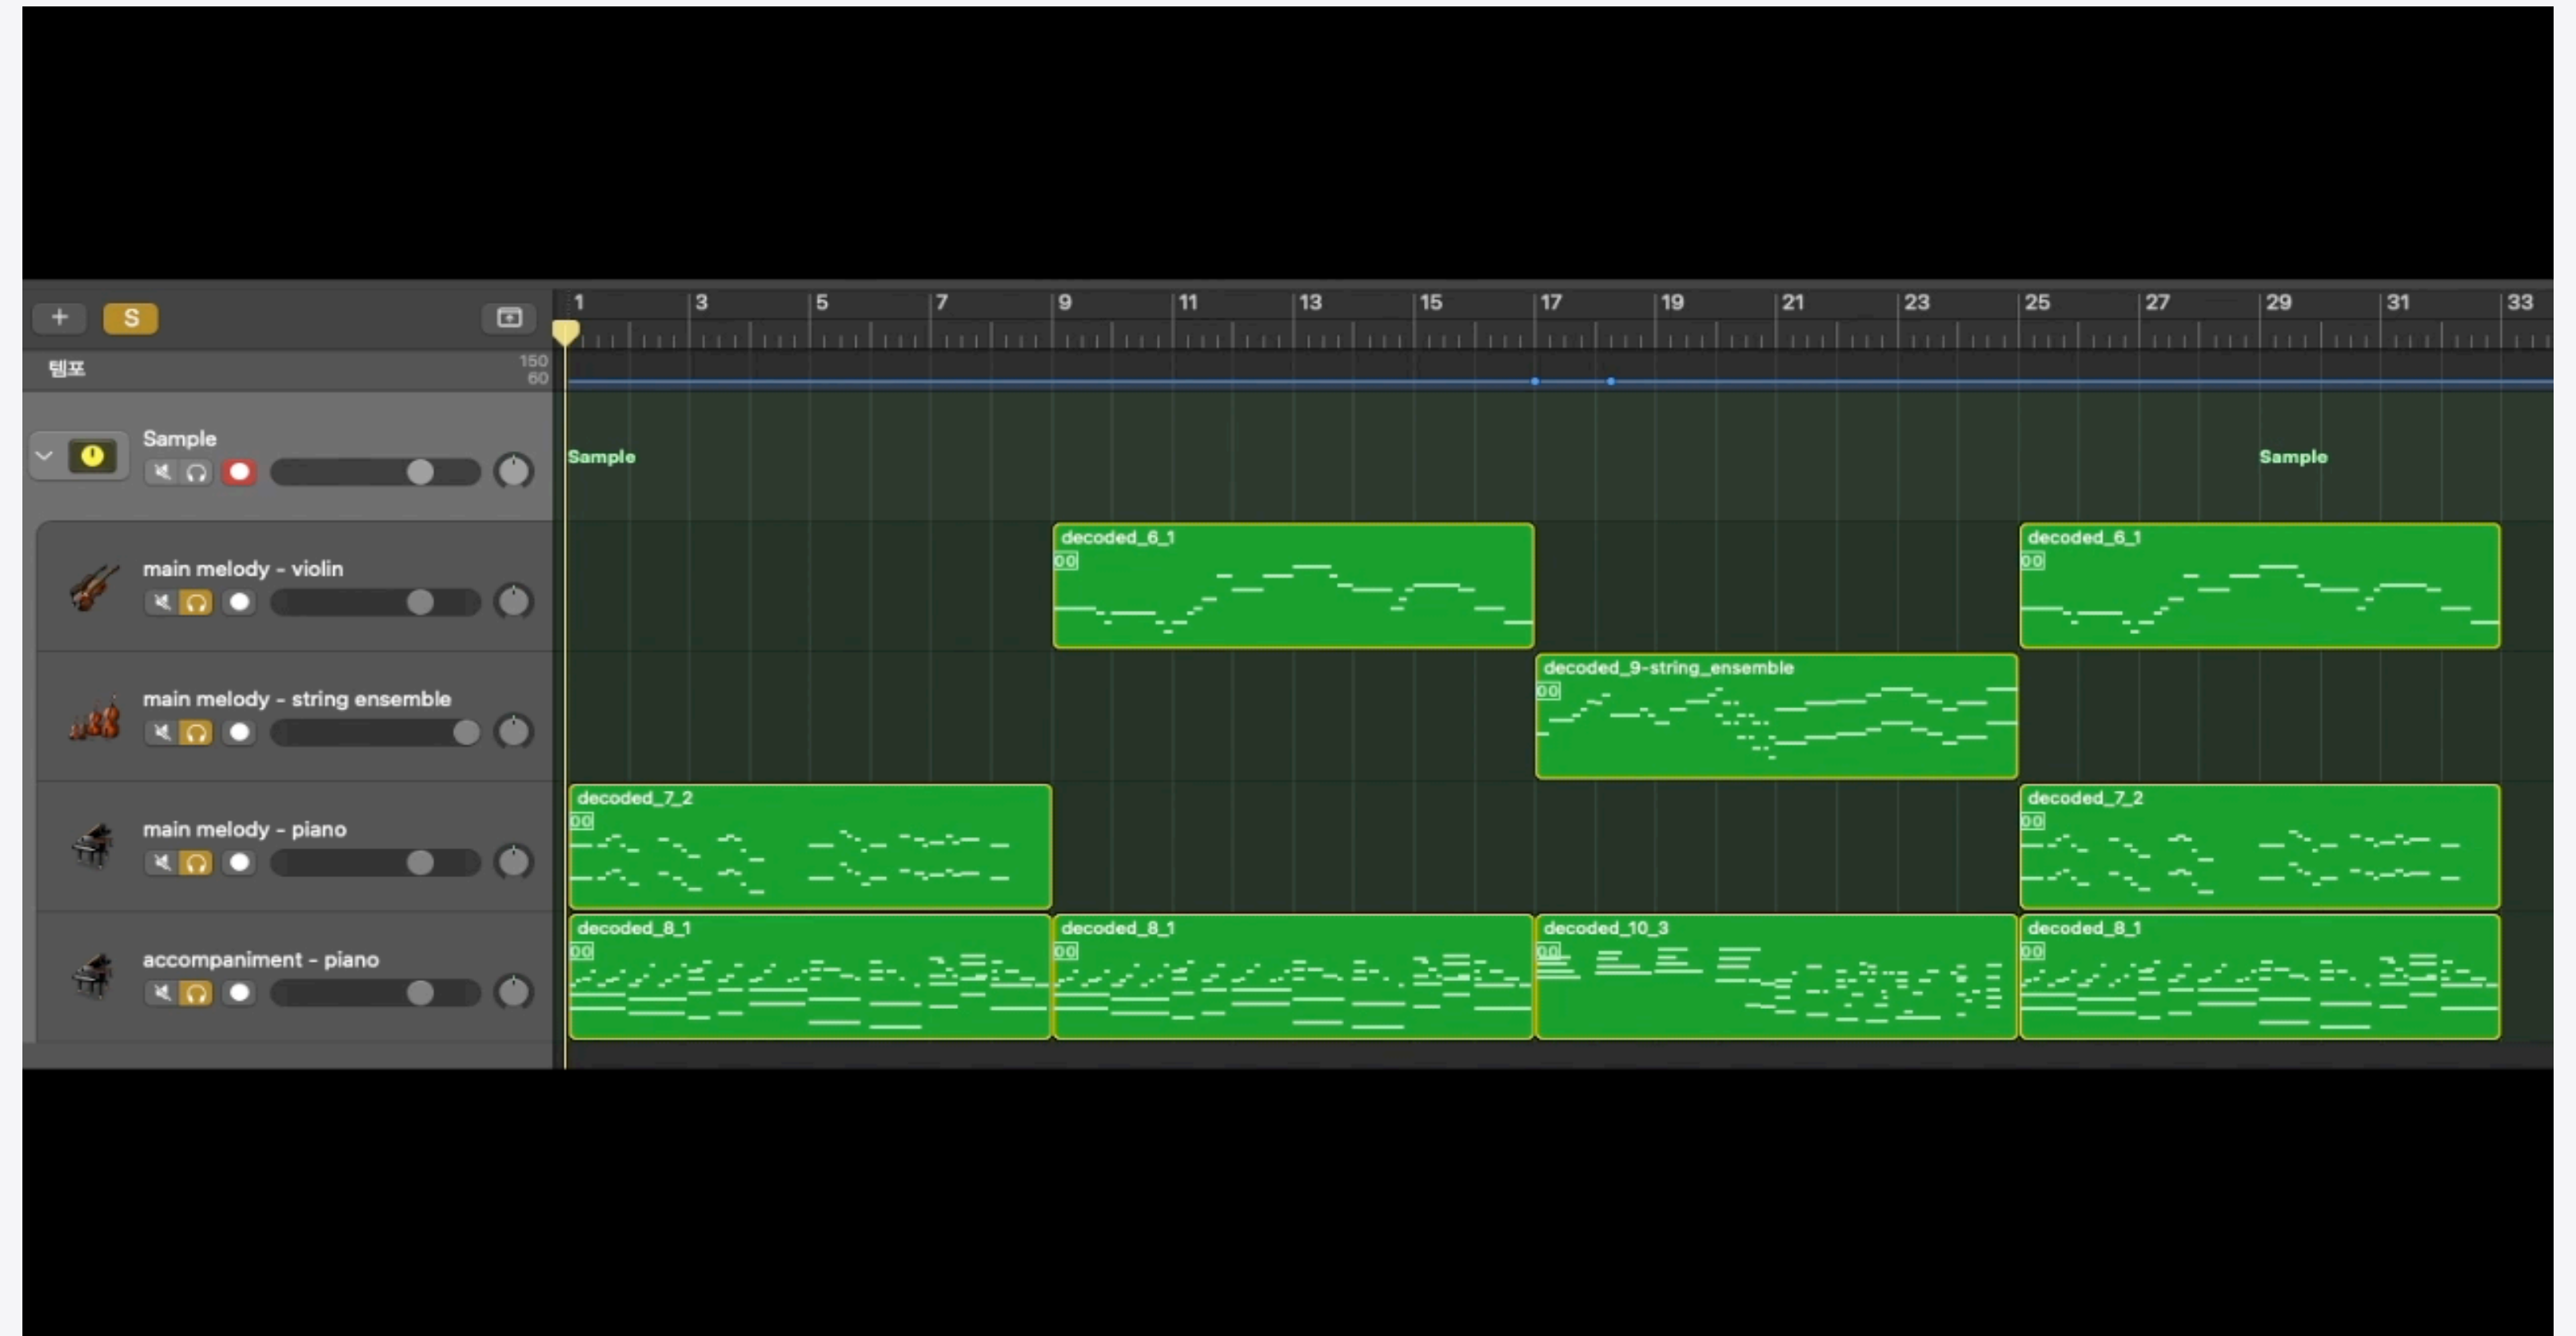 S
1 3 5 7 9 11 13 15 17 19 21 23 25 27 29 31 33
템포
150
60
Sample
Sample
Sample
main melody - violin
decoded_6_1
decoded_6_1
main melody - string ensemble
decoded_9-string_ensemble
main melody - piano
decoded_7_2
decoded_7_2
accompaniment - piano
decoded_8_1
decoded_8_1
decoded_10_3
decoded_8_1